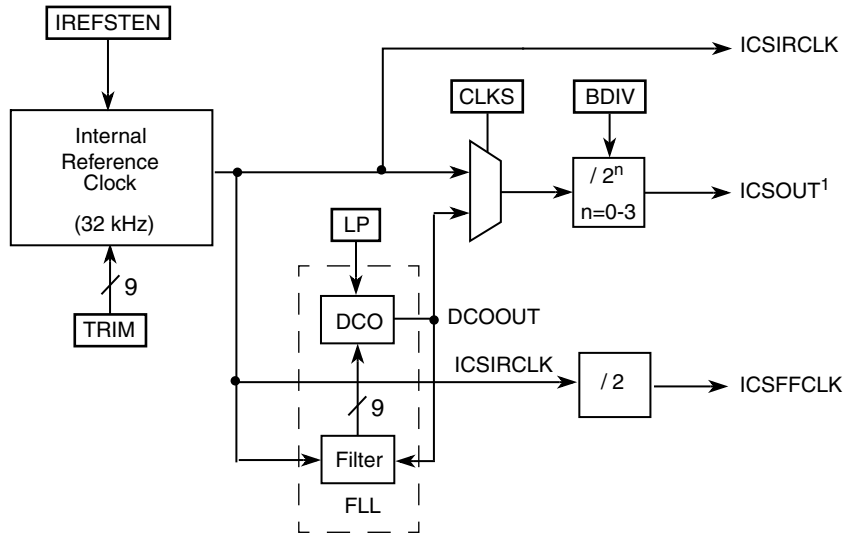 IREFSTEN
ICSIRCLK
CLKS
BDIV
Internal
Reference
Clock
(32 kHz)
/ 2n
n=0-3
ICSOUT1
LP
9
TRIM
DCO
DCOOUT
ICSIRCLK
/ 2
ICSFFCLK
9
Filter
FLL